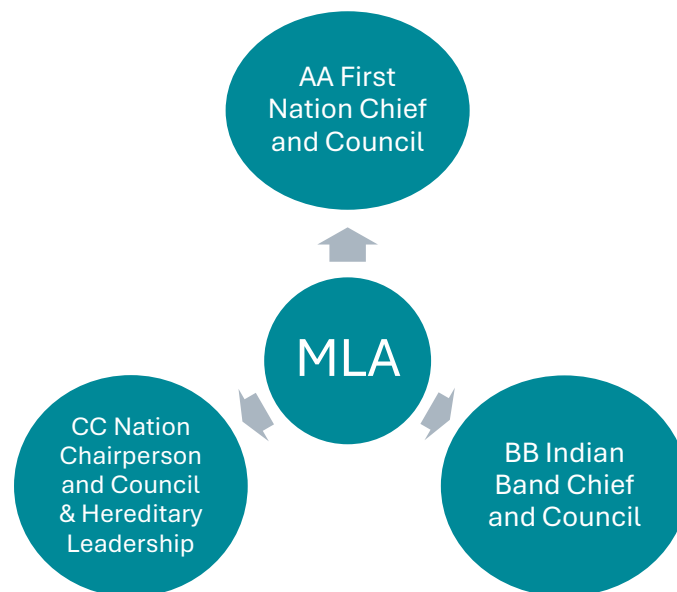 AA First
Nation Chief
and Council
MLA
CC Nation
Chairperson
and Council
& Hereditary
Leadership
BB Indian
Band Chief
and Council